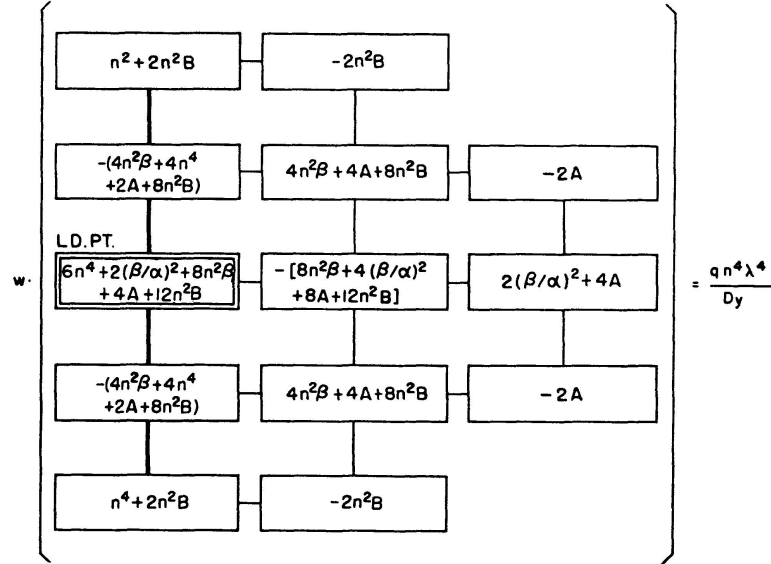 n²+2n²B
-2n²B
-(4n²β+4n⁴
+2A+8n²B)
4n²β+4A+8n²B
-2A
LD.PT.
6n⁴+2(β/α)²+8n²β
+4A+12n²B
-[8n²β+4(β/α)²
+8A+12n²B]
2(β/α)²+4A
w·
= qn⁴λ⁴
Dy
-(4n²β+4n⁴
+2A+8n²B)
4n²β+4A+8n²B
-2A
n⁴+2n²B
-2n²B